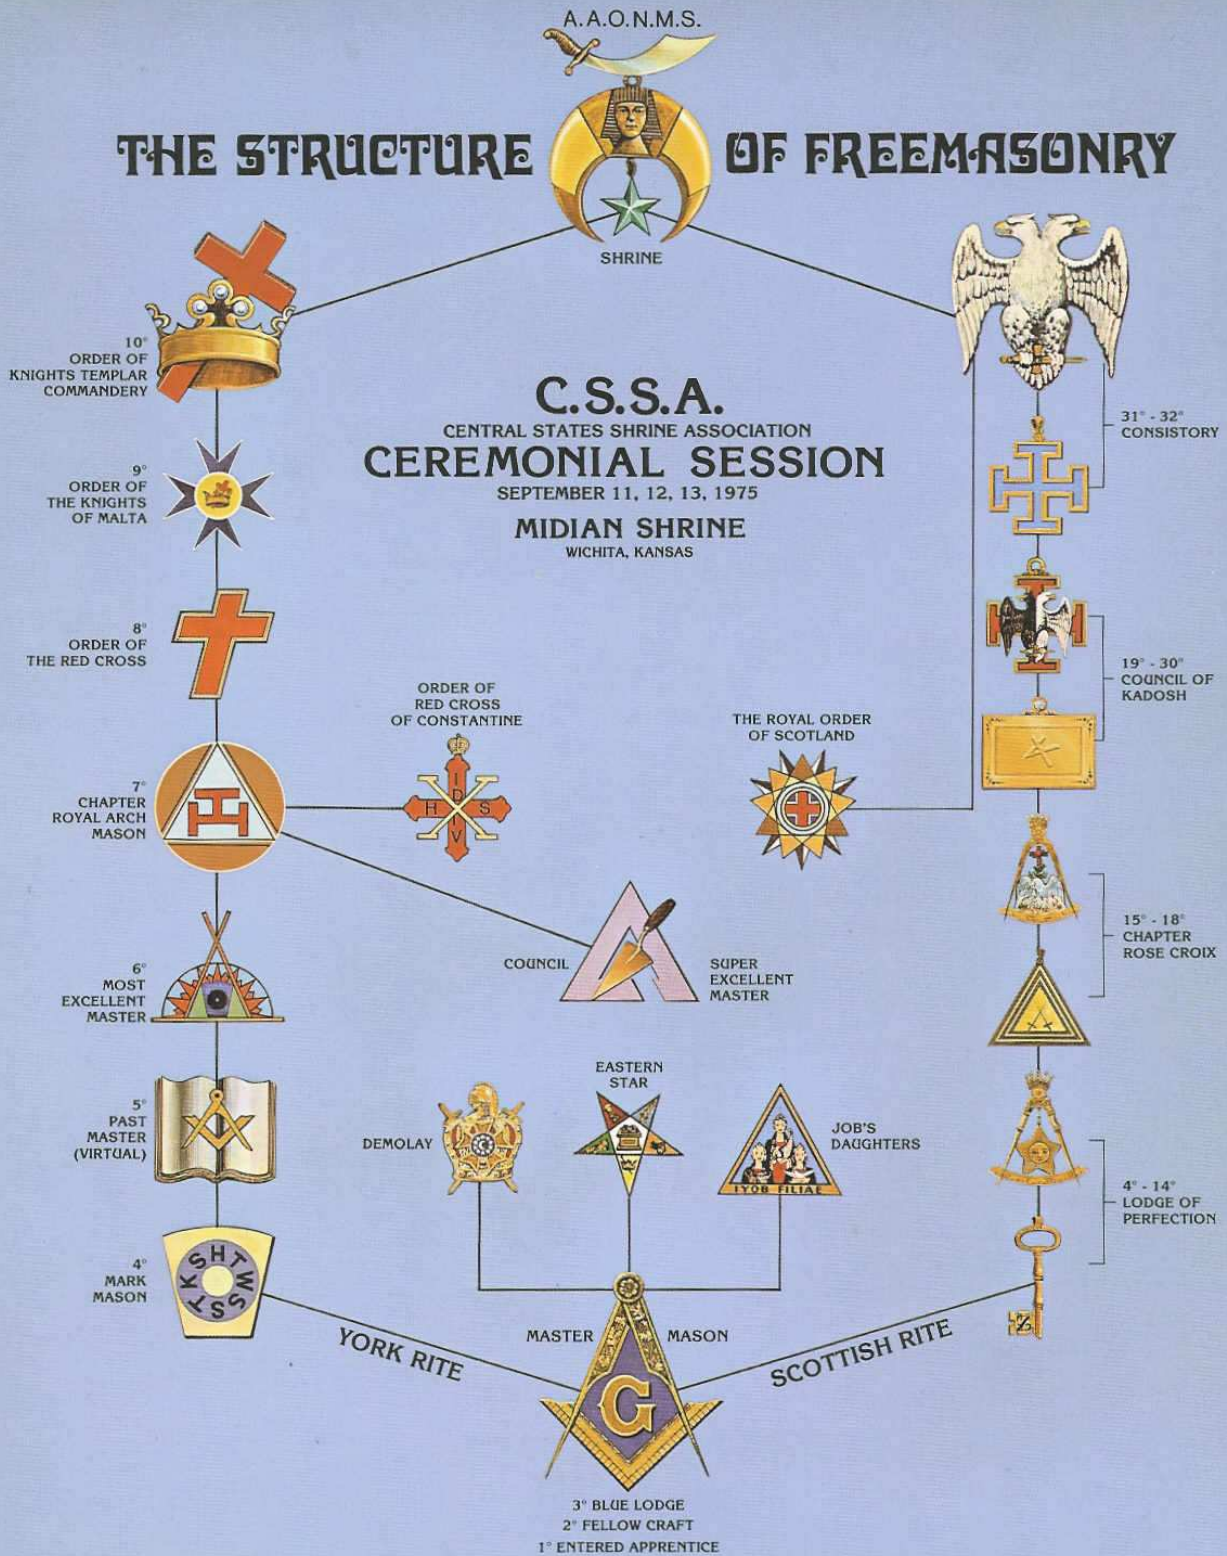 A.A.O.N.M.S.
THE STRUCTURE OF FREEMASONRY
SHRINE
10°
ORDER OF
KNIGHTS TEMPLAR
COMMANDERY
C.S.S.A.
CENTRAL STATES SHRINE ASSOCIATION
CEREMONIAL SESSION
SEPTEMBER 11, 12, 13, 1975
MIDIAN SHRINE
WICHITA, KANSAS
31° - 32°
CONSISTORY
9°
ORDER OF
THE KNIGHTS
OF MALTA
8°
ORDER OF
THE RED CROSS
19° - 30°
COUNCIL OF
KADOSH
ORDER OF
RED CROSS
OF CONSTANTINE
I
D
H S
I
V
THE ROYAL ORDER
OF SCOTLAND
7°
CHAPTER
ROYAL ARCH
MASON
COUNCIL
SUPER
EXCELLENT
MASTER
15° - 18°
CHAPTER
ROSE CROIX
6°
MOST
EXCELLENT
MASTER
5°
PAST
MASTER
(VIRTUAL)
DEMOLAY
EASTERN
STAR
JOB'S
DAUGHTERS
IYOB FILIAE
4° - 14°
LODGE OF
PERFECTION
4°
MARK
MASON
HTWSSTKS
YORK RITE
MASTER MASON
G
SCOTTISH RITE
Z
3° BLUE LODGE
2° FELLOW CRAFT
1° ENTERED APPRENTICE